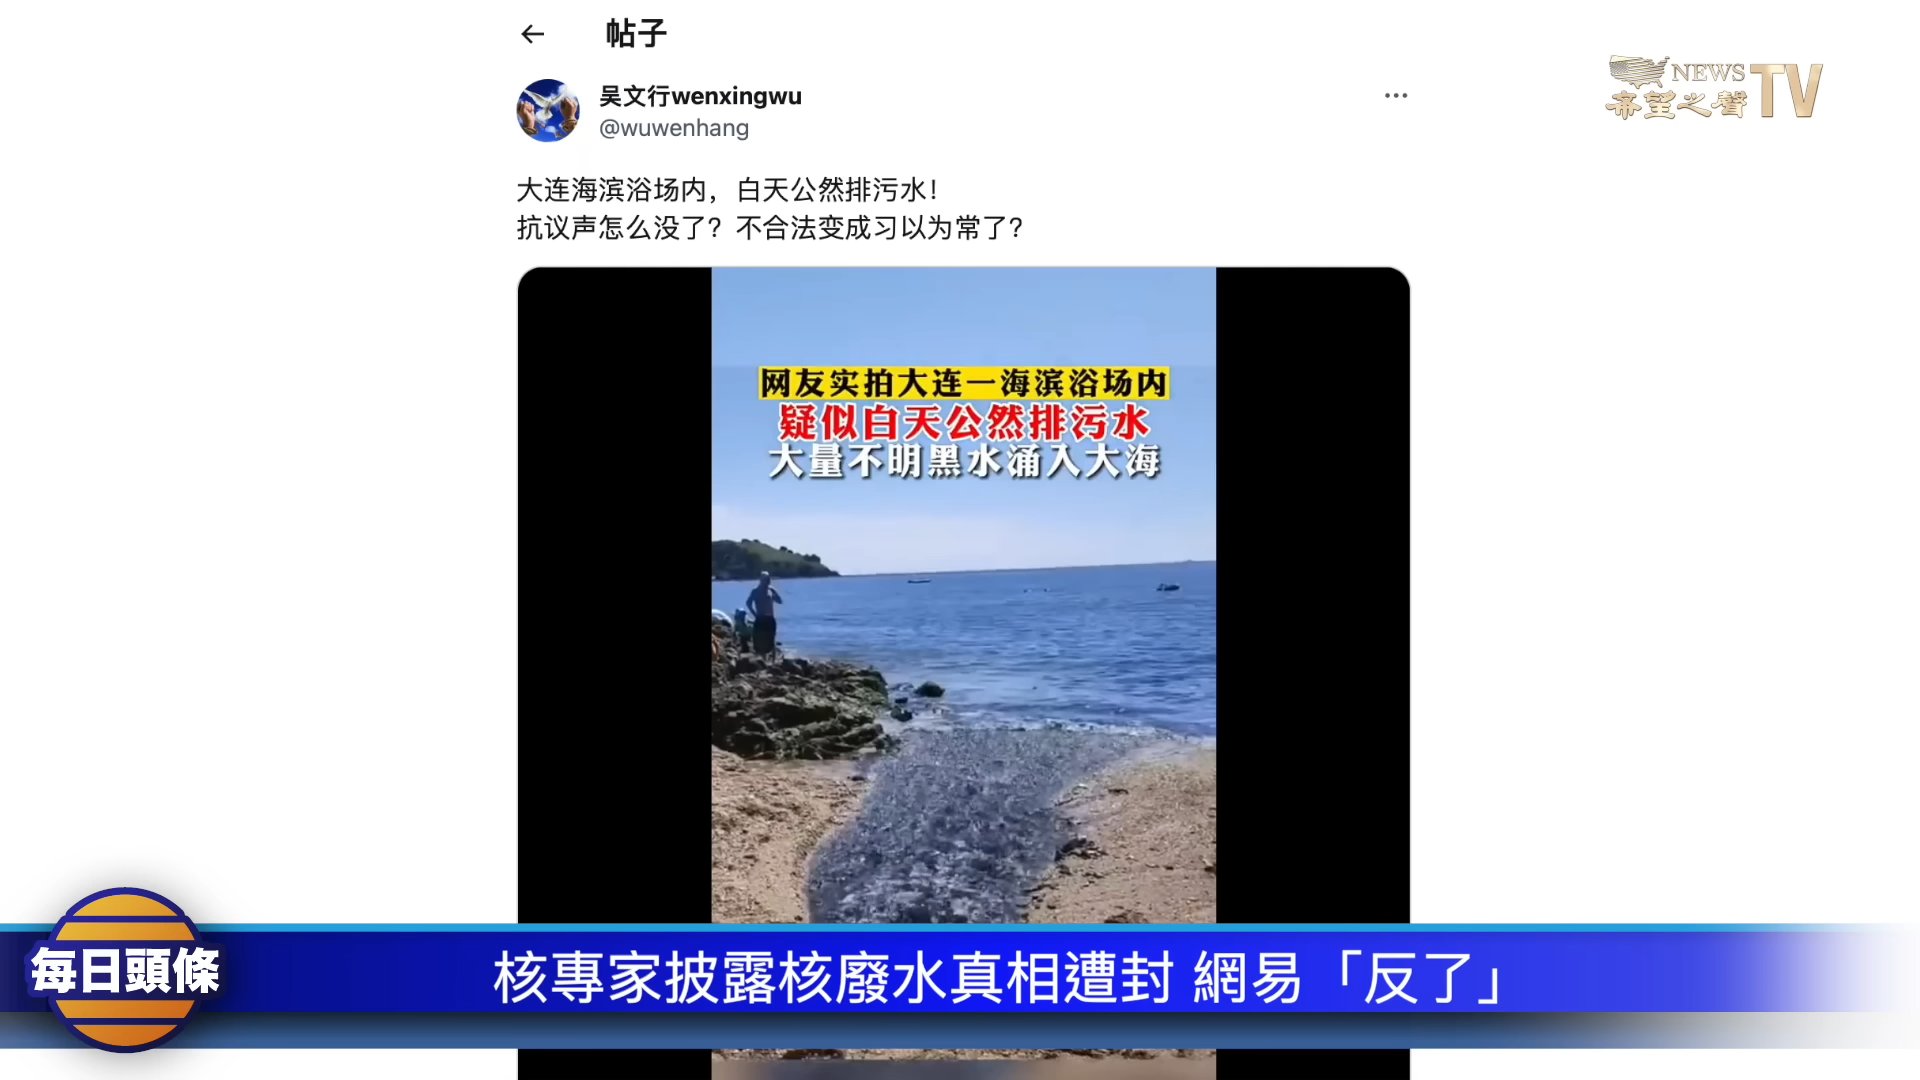 帖子
吴文行wenxingwu
@wuwenhang
NEWS
希望之聲TV
大连海滨浴场内，白天公然排污水！
抗议声怎么没了？不合法变成习以为常了？
网友实拍大连一海滨浴场内
疑似白天公然排污水
大量不明黑水涌入大海
每日頭條
核專家披露核廢水真相遭封 網易「反了」